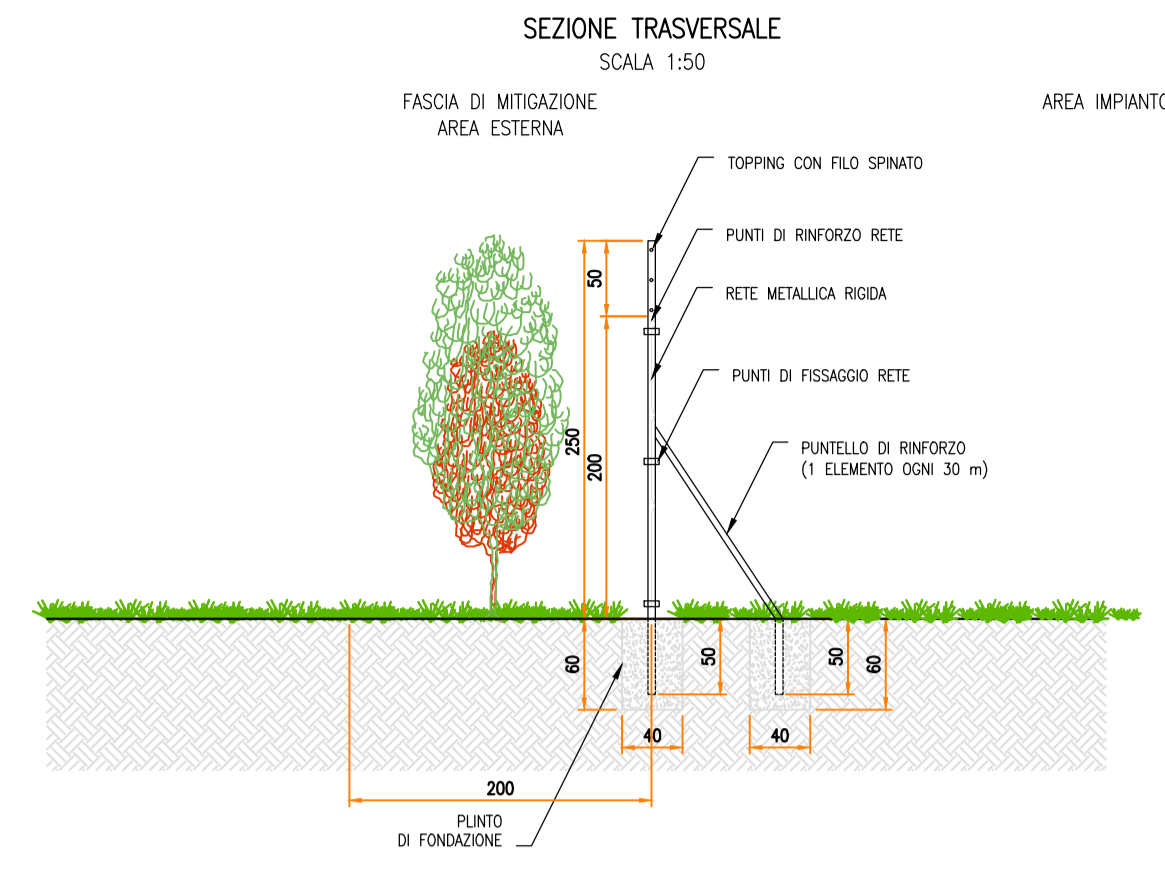 SEZIONE TRASVERSALE
SCALA 1:50
FASCIA DI MITIGAZIONE
AREA ESTERNA
AREA IMPIANTO
TOPPING CON FILO SPINATO
PUNTI DI RINFORZO RETE
RETE METALLICA RIGIDA
PUNTI DI FISSAGGIO RETE
PUNTELLO DI RINFORZO
(1 ELEMENTO OGNI 30 m)
50
250
200
60
50
50
60
40
40
200
PLINTO
DI FONDAZIONE